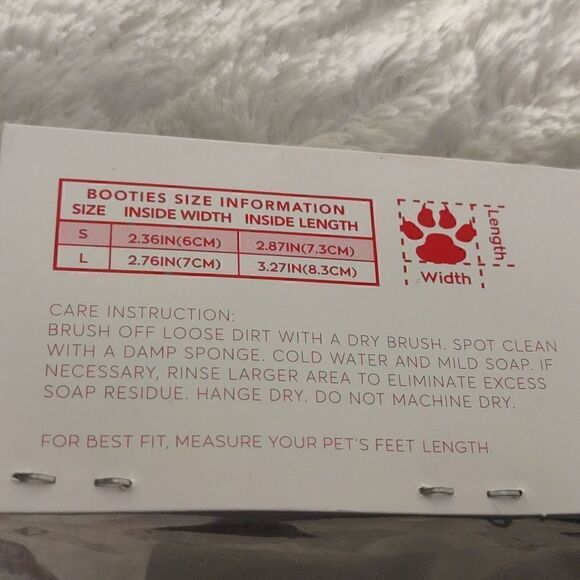 BOOTIES SIZE INFORMATION
SIZE INSIDE WIDTH INSIDE LENGTH
S 2.36IN(6CM) 2.87IN(7.3CM)
L 2.76IN(7CM) 3.27IN(8.3CM)
Length
Width
CARE INSTRUCTION:
BRUSH OFF LOOSE DIRT WITH A DRY BRUSH. SPOT CLEAN
WITH A DAMP SPONGE. COLD WATER AND MILD SOAP. IF
NECESSARY, RINSE LARGER AREA TO ELIMINATE EXCESS
SOAP RESIDUE. HANGE DRY. DO NOT MACHINE DRY.
FOR BEST FIT, MEASURE YOUR PET'S FEET LENGTH.